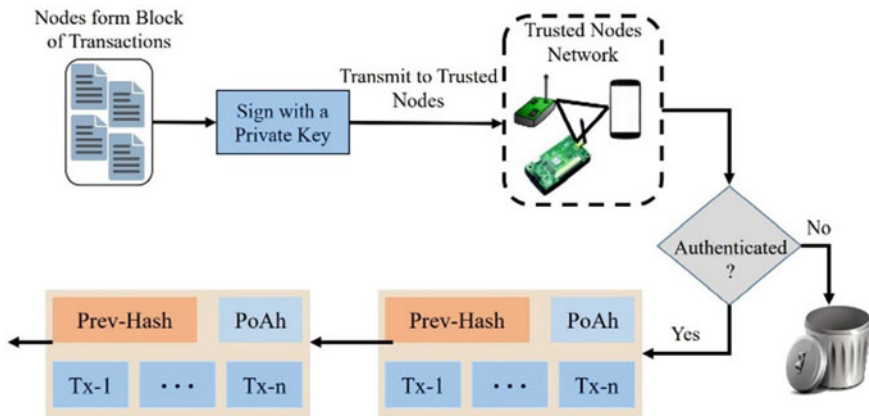 Nodes form Block
of Transactions
Sign with a
Private Key
Transmit to Trusted
Nodes
Trusted Nodes
Network
Authenticated
?
No
Yes
Prev-Hash
PoAh
Tx-1
• • •
Tx-n
Prev-Hash
PoAh
Tx-1
• • •
Tx-n